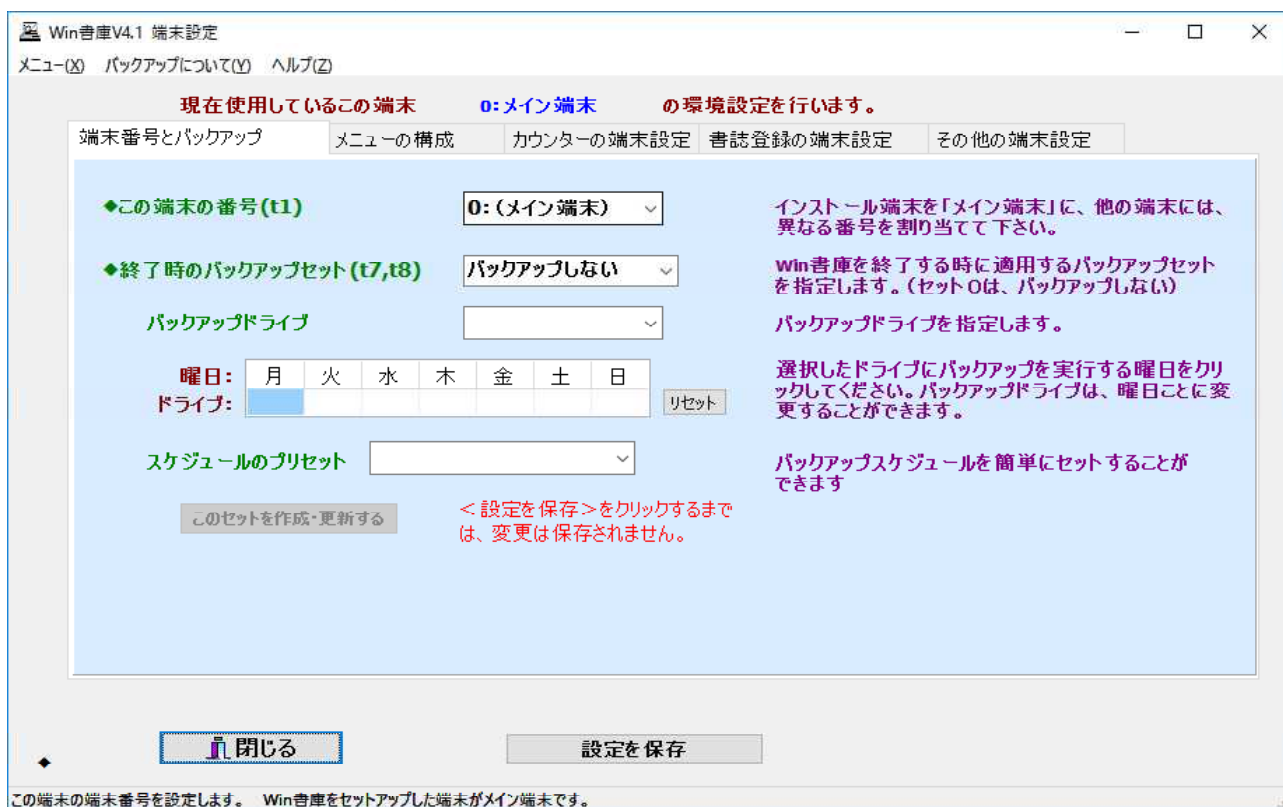 Win書庫V4.1 端末設定
メニュー(X) バックアップについて(Y) ヘルプ(Z)
現在使用しているこの端末 0:メイン端末 の環境設定を行います。
端末番号とバックアップ メニューの構成 カウンターの端末設定 書誌登録の端末設定 その他の端末設定
◆この端末の番号(t1) 0:(メイン端末) インストール端末を「メイン端末」に、他の端末には、
異なる番号を割り当てて下さい。
◆終了時のバックアップセット(t7,t8) バックアップしない Win書庫を終了する時に適用するバックアップセット
を指定します。(セット0は、バックアップしない)
バックアップドライブ バックアップドライブを指定します。
曜日: 月 火 水 木 金 土 日 選択したドライブにバックアップを実行する曜日をクリ
ドライブ: リセット ックしてください。バックアップドライブは、曜日ごとに変
更することができます。
スケジュールのプリセット バックアップスケジュールを簡単にセットすることが
できます
このセットを作成・更新する <設定を保存>をクリックするまで
は、変更は保存されません。
閉じる 設定を保存
◆
この端末の端末番号を設定します。 Win書庫をセットアップした端末がメイン端末です。